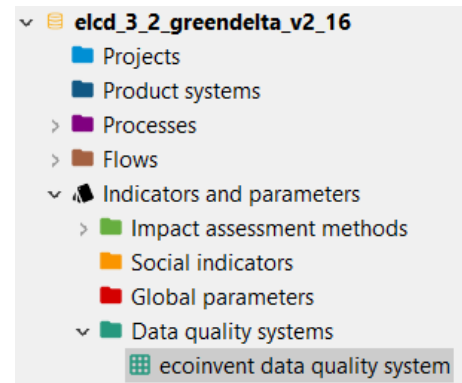 elcd_3_2_greendelta_v2_16
Projects
Product systems
Processes
Flows
Indicators and parameters
Impact assessment methods
Social indicators
Global parameters
Data quality systems
ecoinvent data quality system